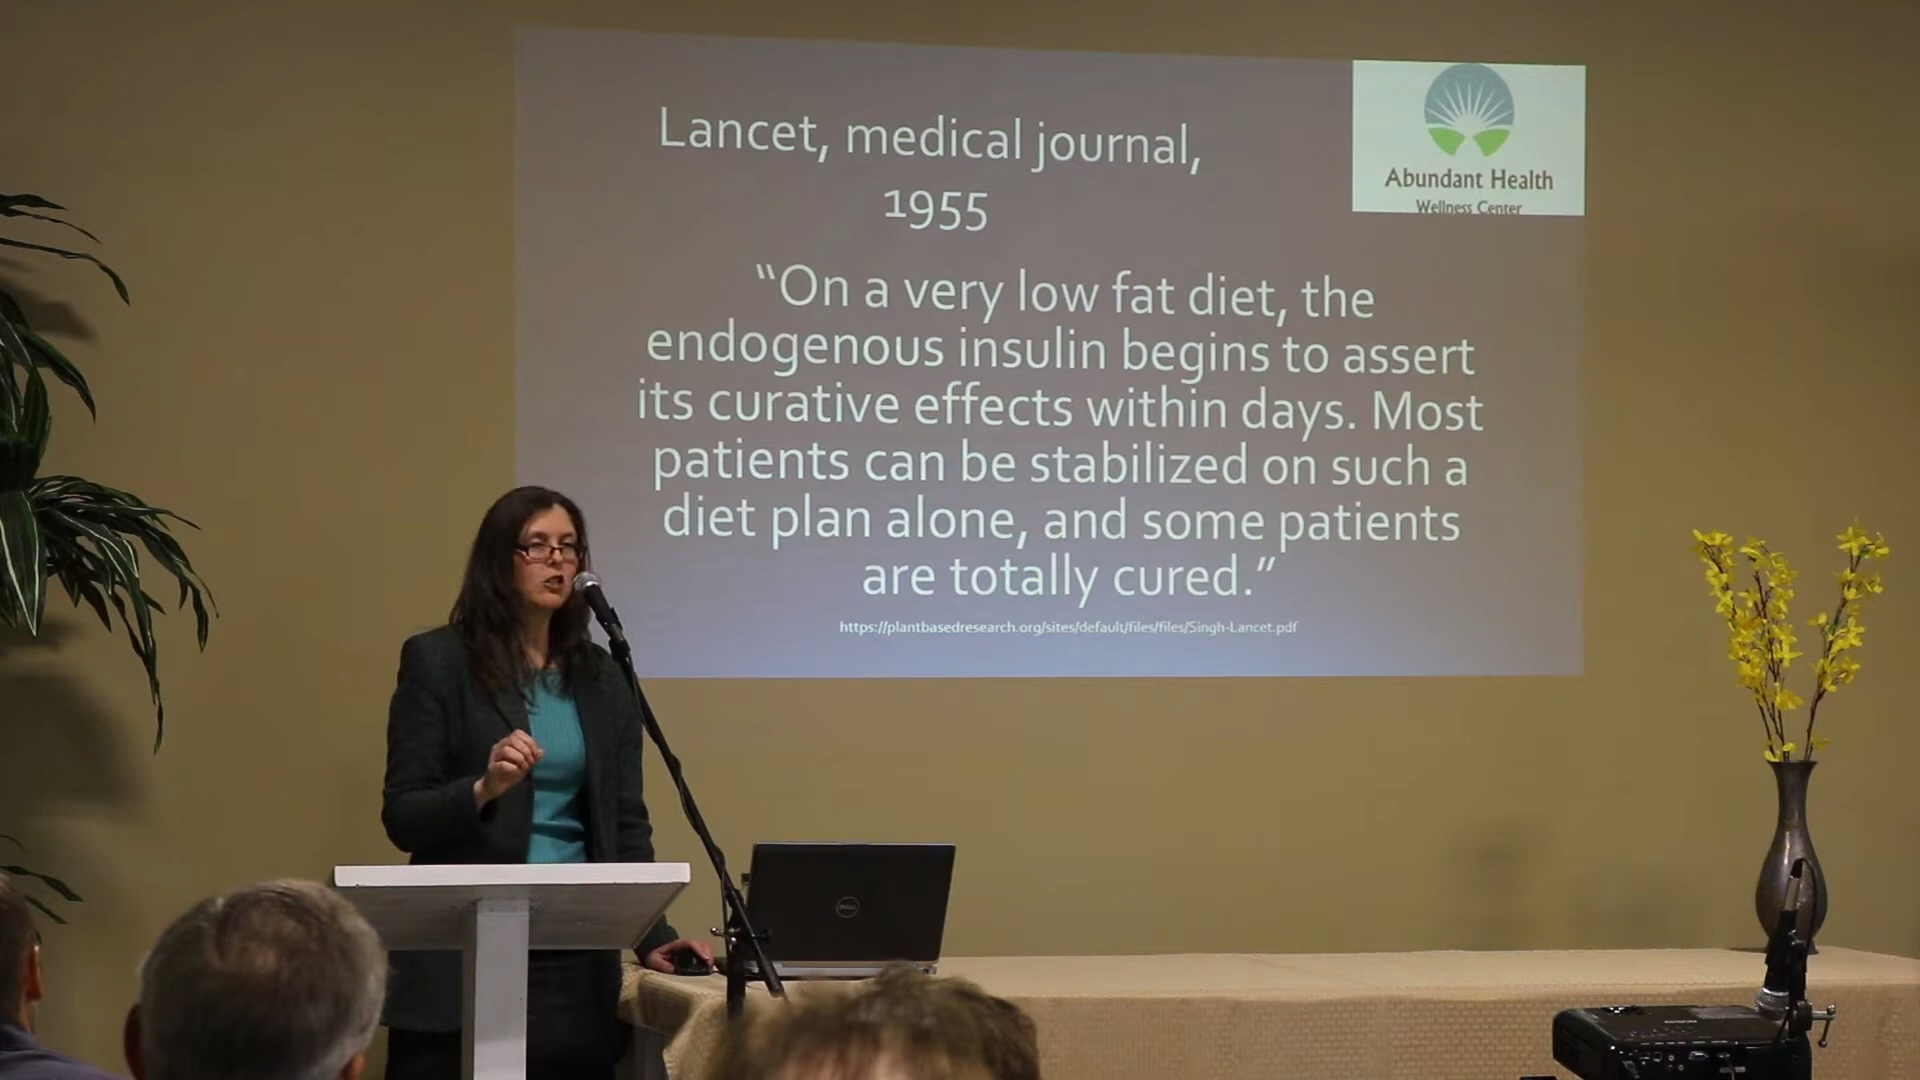 Lancet, medical journal,
1955
Abundant Health
Wellness Center
“On a very low fat diet, the
endogenous insulin begins to assert
its curative effects within days. Most
patients can be stabilized on such a
diet plan alone, and some patients
are totally cured.”
https://plantbasedresearch.org/sites/default/files/files/Singh-Lancet.pdf
DELL
EPSON